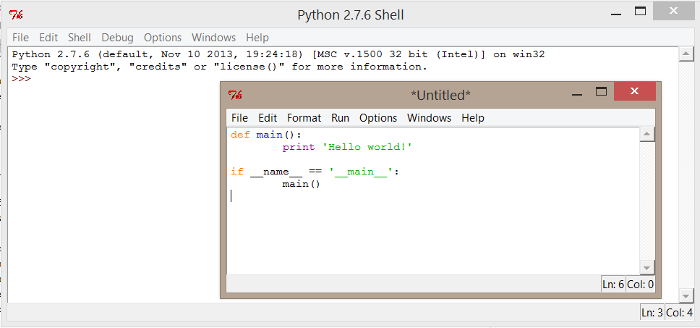 Python 2.7.6 Shell
File Edit Shell Debug Options Windows Help
Python 2.7.6 (default, Nov 10 2013, 19:24:18) [MSC v.1500 32 bit (Intel)] on win32
Type "copyright", "credits" or "license()" for more information.
>>>
*Untitled*
File Edit Format Run Options Windows Help
def main():
        print 'Hello world!'
if __name__ == '__main__':
        main()
Ln: 6 Col: 0
Ln: 3 Col: 4